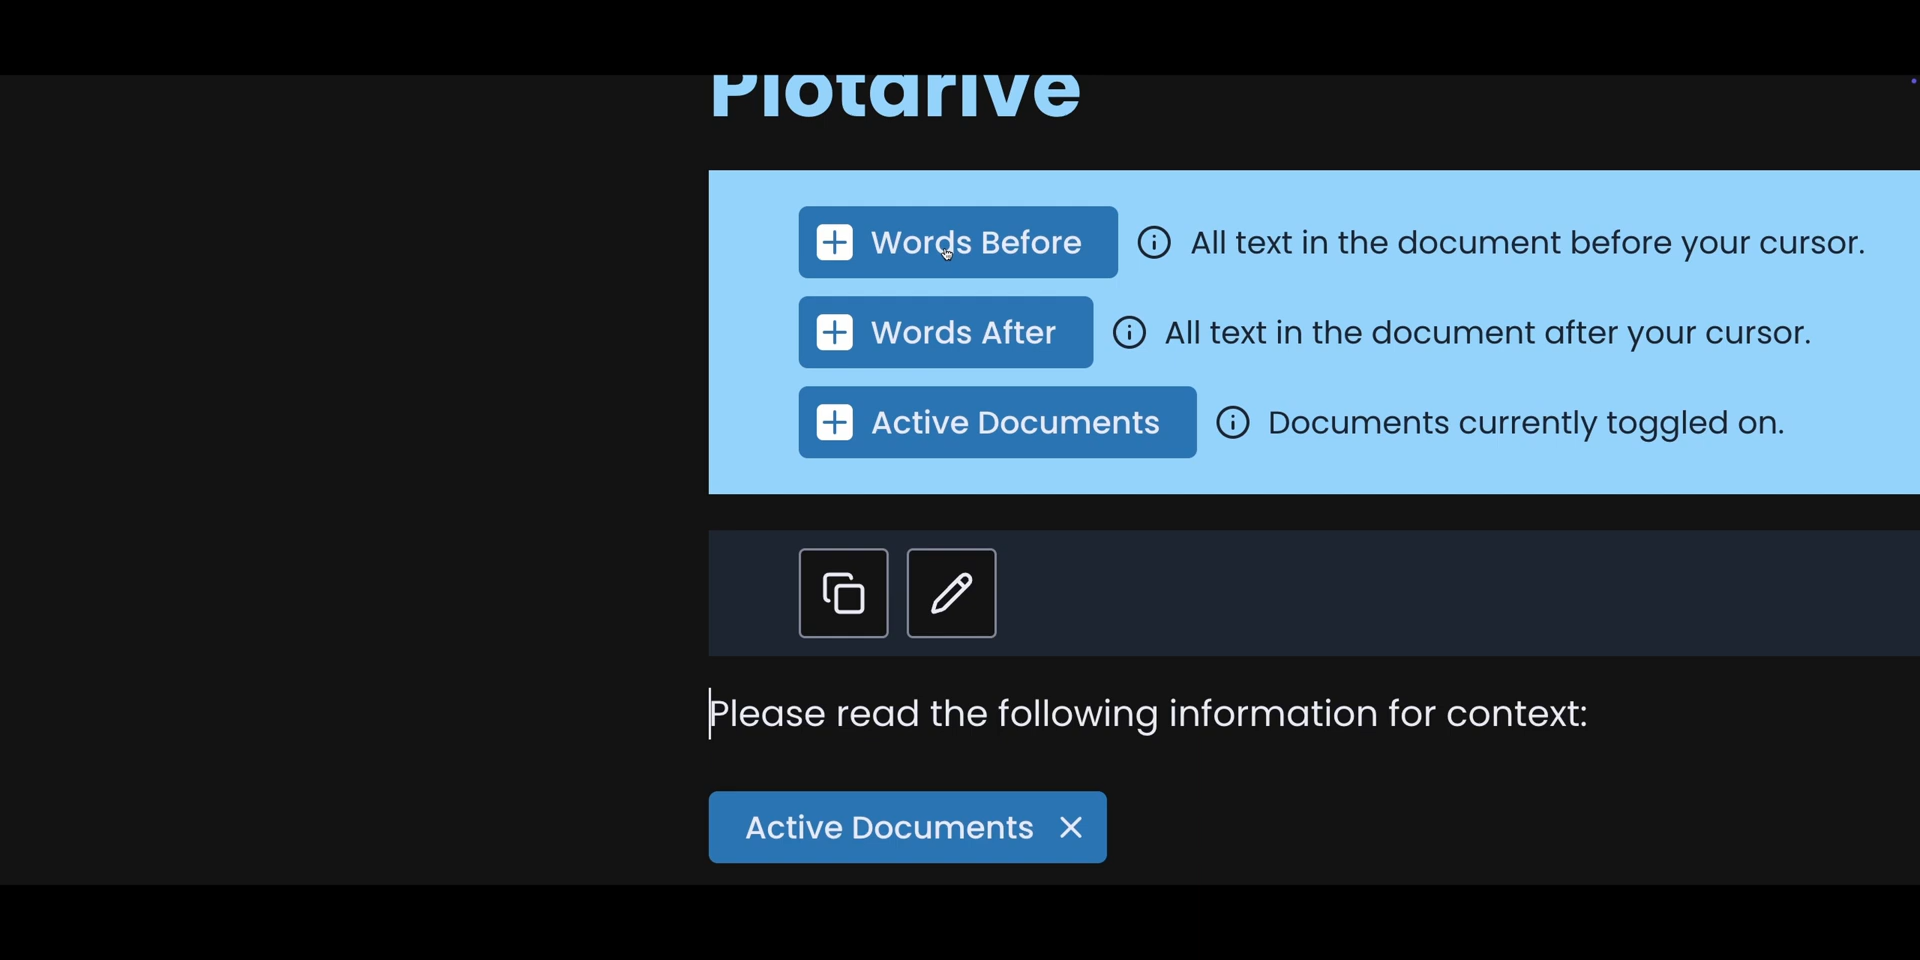 Plotdrive
Words Before All text in the document before your cursor.
Words After All text in the document after your cursor.
Active Documents Documents currently toggled on.
Please read the following information for context:
Active Documents